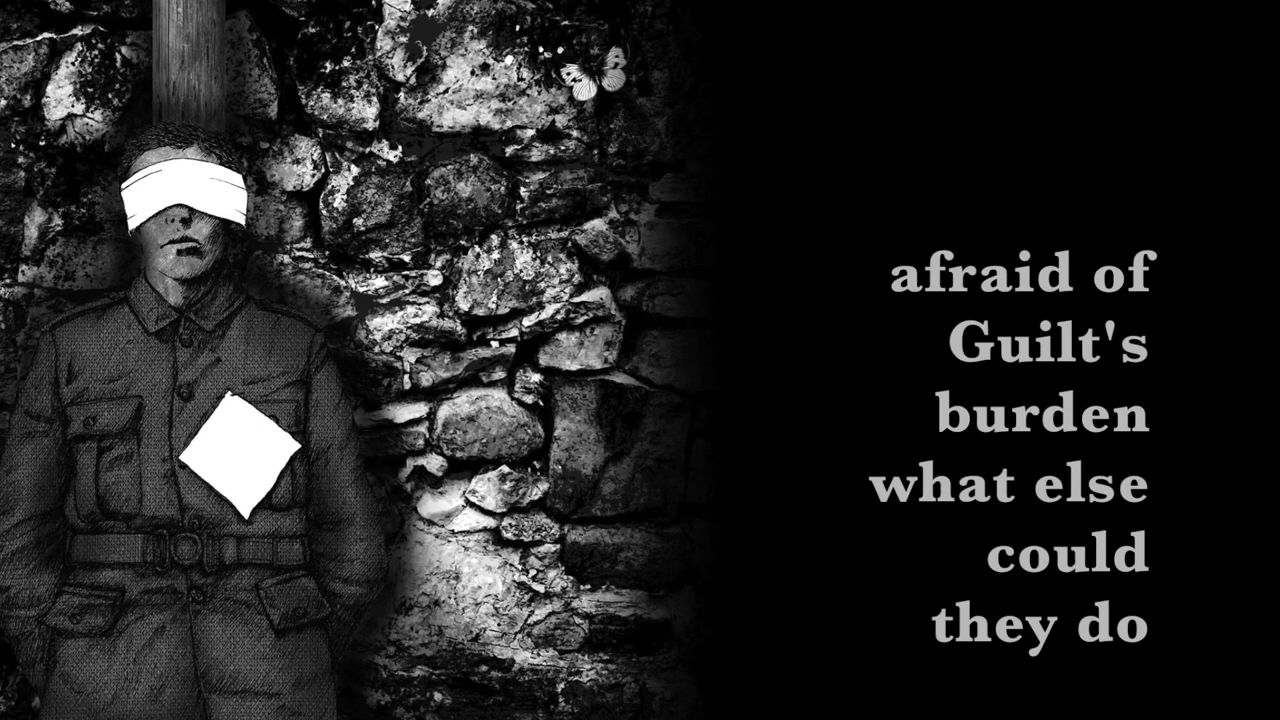 afraid of
Guilt's
burden
what else
could
they do